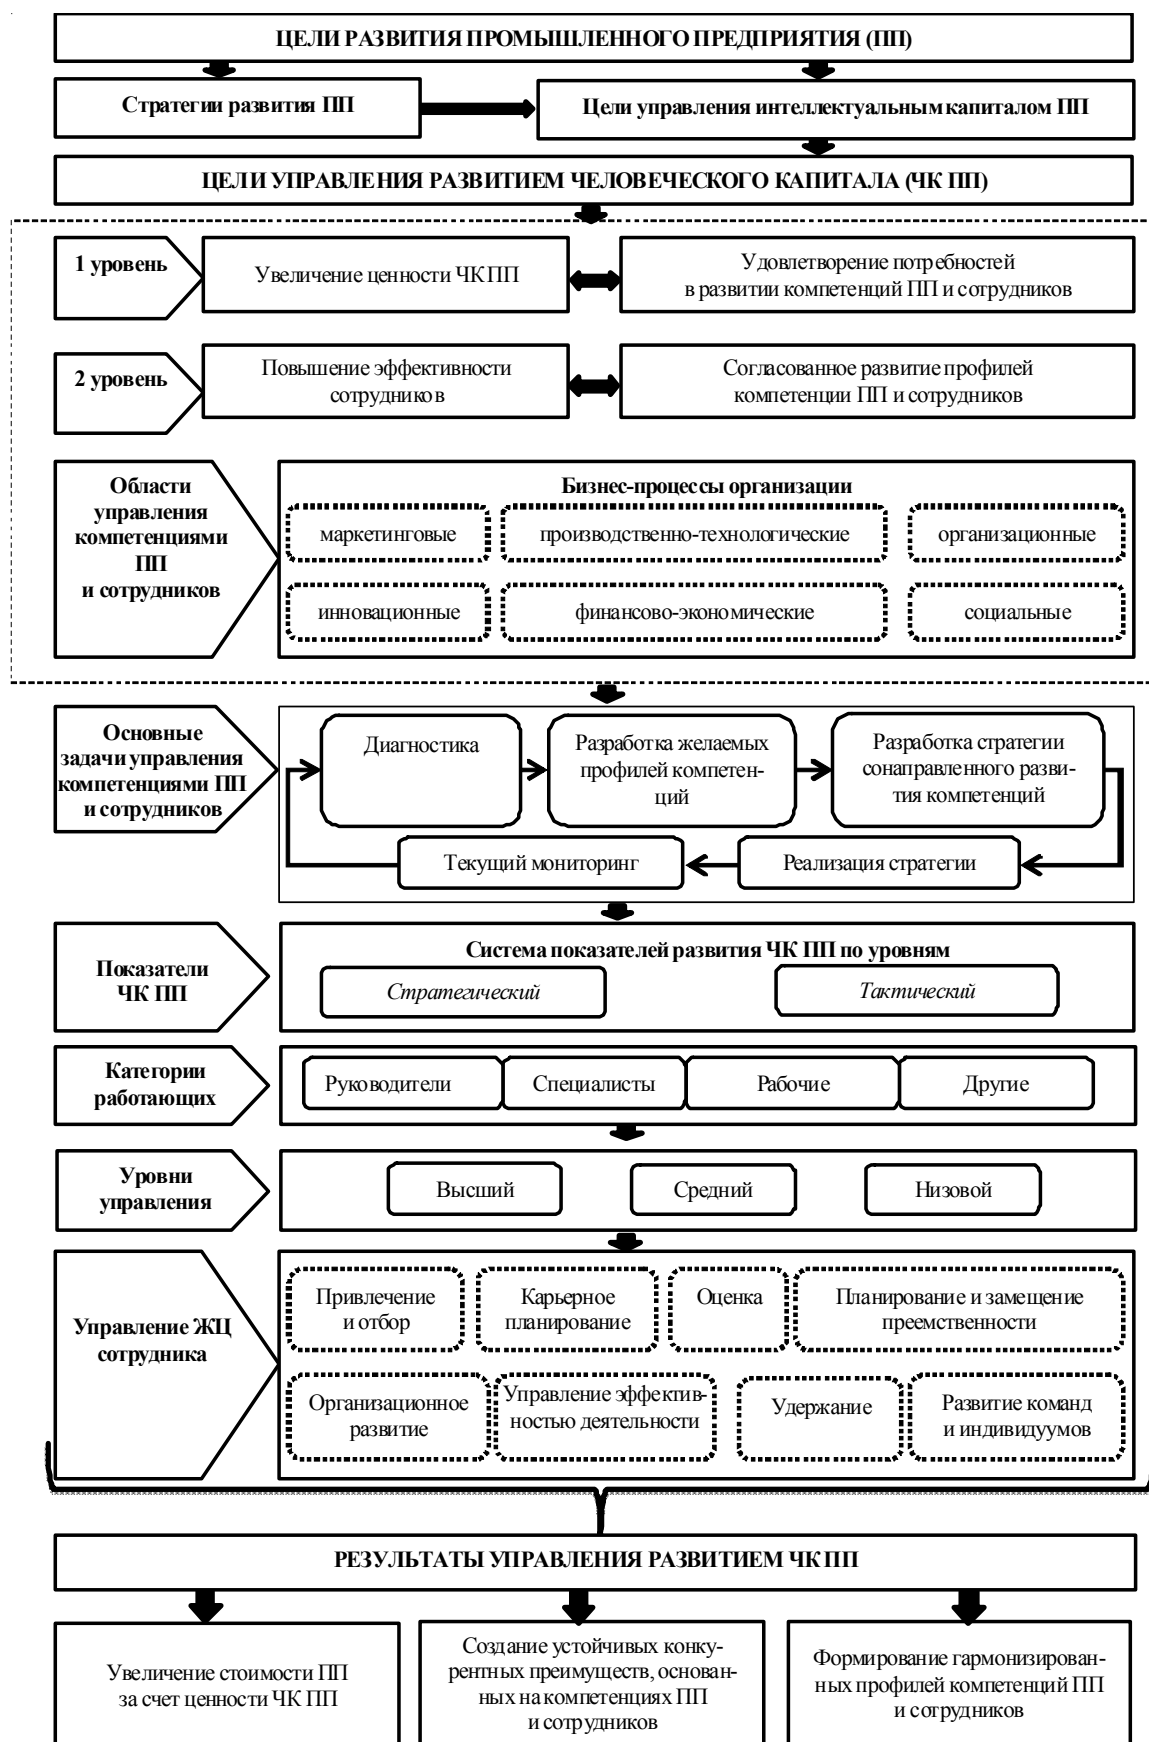 ЦЕЛИ РАЗВИТИЯ ПРОМЫШЛЕННОГО ПРЕДПРИЯТИЯ (ПП)
Стратегии развития ПП
Цели управления интеллектуальным капиталом ПП
ЦЕЛИ УПРАВЛЕНИЯ РАЗВИТИЕМ ЧЕЛОВЕЧЕСКОГО КАПИТАЛА (ЧК ПП)
1 уровень
Увеличение ценности ЧК ПП
Удовлетворение потребностей
в развитии компетенций ПП и сотрудников
2 уровень
Повышение эффективности
сотрудников
Согласованное развитие профилей
компетенции ПП и сотрудников
Области
управления
компетенциями
ПП
и сотрудников
Бизнес-процессы организации
маркетинговые
производственно-технологические
организационные
инновационные
финансово-экономические
социальные
Основные
задачи управления
компетенциями ПП
и сотрудников
Диагностика
Разработка желаемых
профилей компетен-
ций
Разработка стратегии
сонаправленного разви-
тия компетенций
Текущий мониторинг
Реализация стратегии
Показатели
ЧК ПП
Система показателей развития ЧК ПП по уровням
Стратегический
Тактический
Категории
работающих
Руководители
Специалисты
Рабочие
Другие
Уровни
управления
Высший
Средний
Низовой
Управление ЖЦ
сотрудника
Привлечение
и отбор
Карьерное
планирование
Оценка
Планирование и замещение
преемственности
Организационное
развитие
Управление эффектив-
ностью деятельности
Удержание
Развитие команд
и индивидуумов
РЕЗУЛЬТАТЫ УПРАВЛЕНИЯ РАЗВИТИЕМ ЧК ПП
Увеличение стоимости ПП
за счет ценности ЧК ПП
Создание устойчивых конку-
рентных преимуществ, основан-
ных на компетенциях ПП
и сотрудников
Формирование гармонизирован-
ных профилей компетенций ПП
и сотрудников